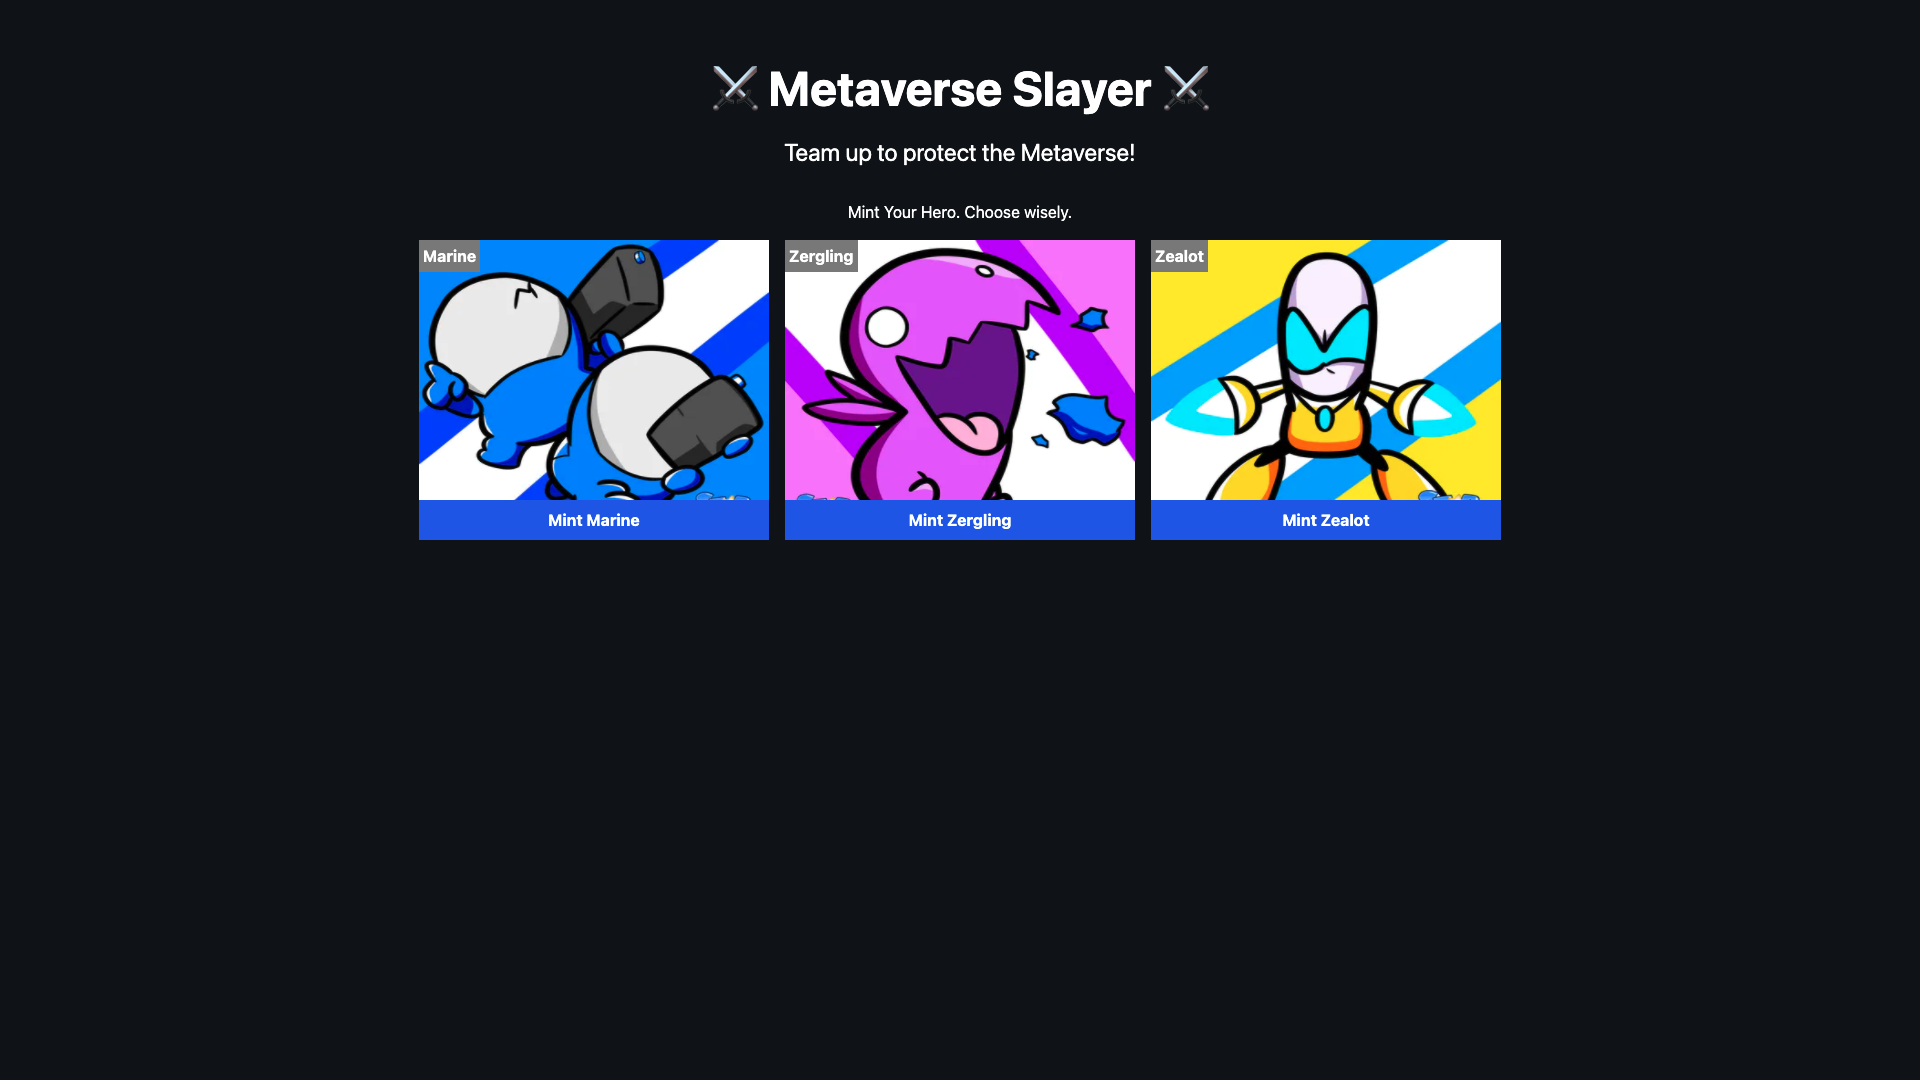 ⚔️ Metaverse Slayer ⚔️
Team up to protect the Metaverse!
Mint Your Hero. Choose wisely.
Marine
Zergling
Zealot
Mint Marine
Mint Zergling
Mint Zealot